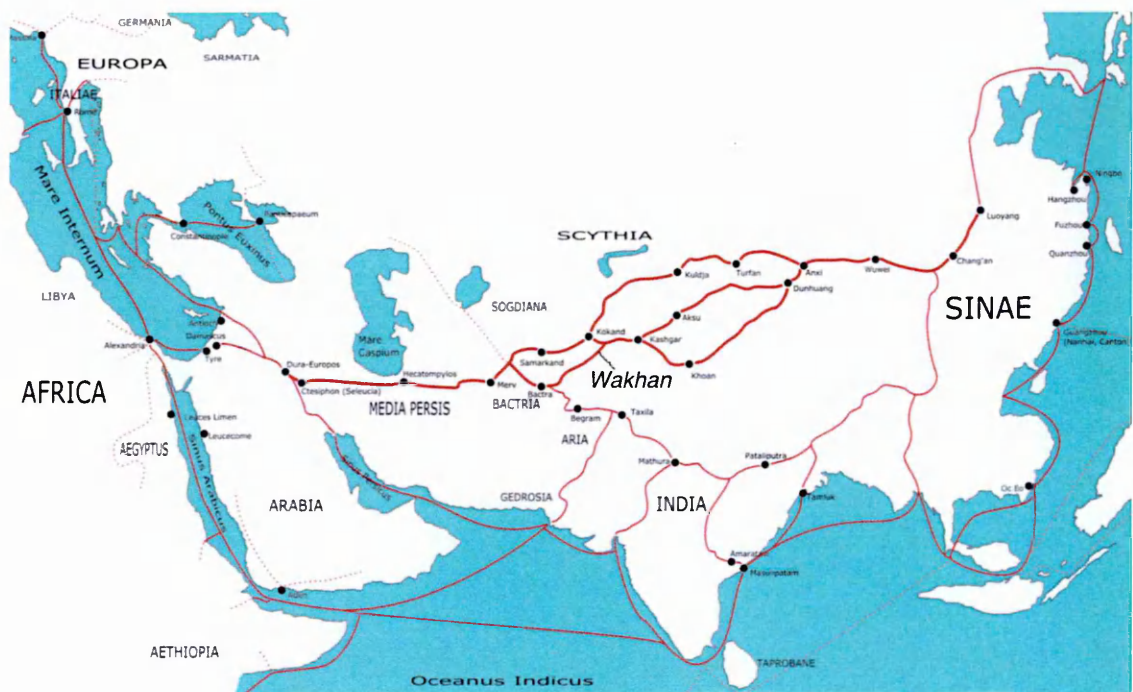 GERMANIA
SARMATIA
EUROPA
ITALIAE
Rome
Mare Internum
Pontus Euxinus
Constantinople
LIBYA
SCYTHIA
SOGDIANA
Mare
Caspium
Kuldja
Turfan
Anxi
Wuwei
Chang'an
Luoyang
Dunhuang
Ningbo
Hangzhou
Fuzhou
Quanzhou
SINAE
Guangzhou
(Nanhai, Canton)
Alexandria
Antioch
Damascus
Tyre
Dura-Europos
Ctesiphon (Seleucia)
Hecatompylos
Merv
Samarkand
Kokand
Aksu
Kashgar
Khoan
Wakhan
Bactra
BACTRIA
MEDIA PERSIS
AFRICA
Leuces Limen
Leucecome
AEGYPTUS
Sinus Arabicus
ARABIA
Begram
Taxila
ARIA
Mathura
Pataliputra
GEDROSIA
INDIA
Tamluk
Oc Eo
Masulipatam
AETHIOPIA
TAPROBANE
Oceanus Indicus